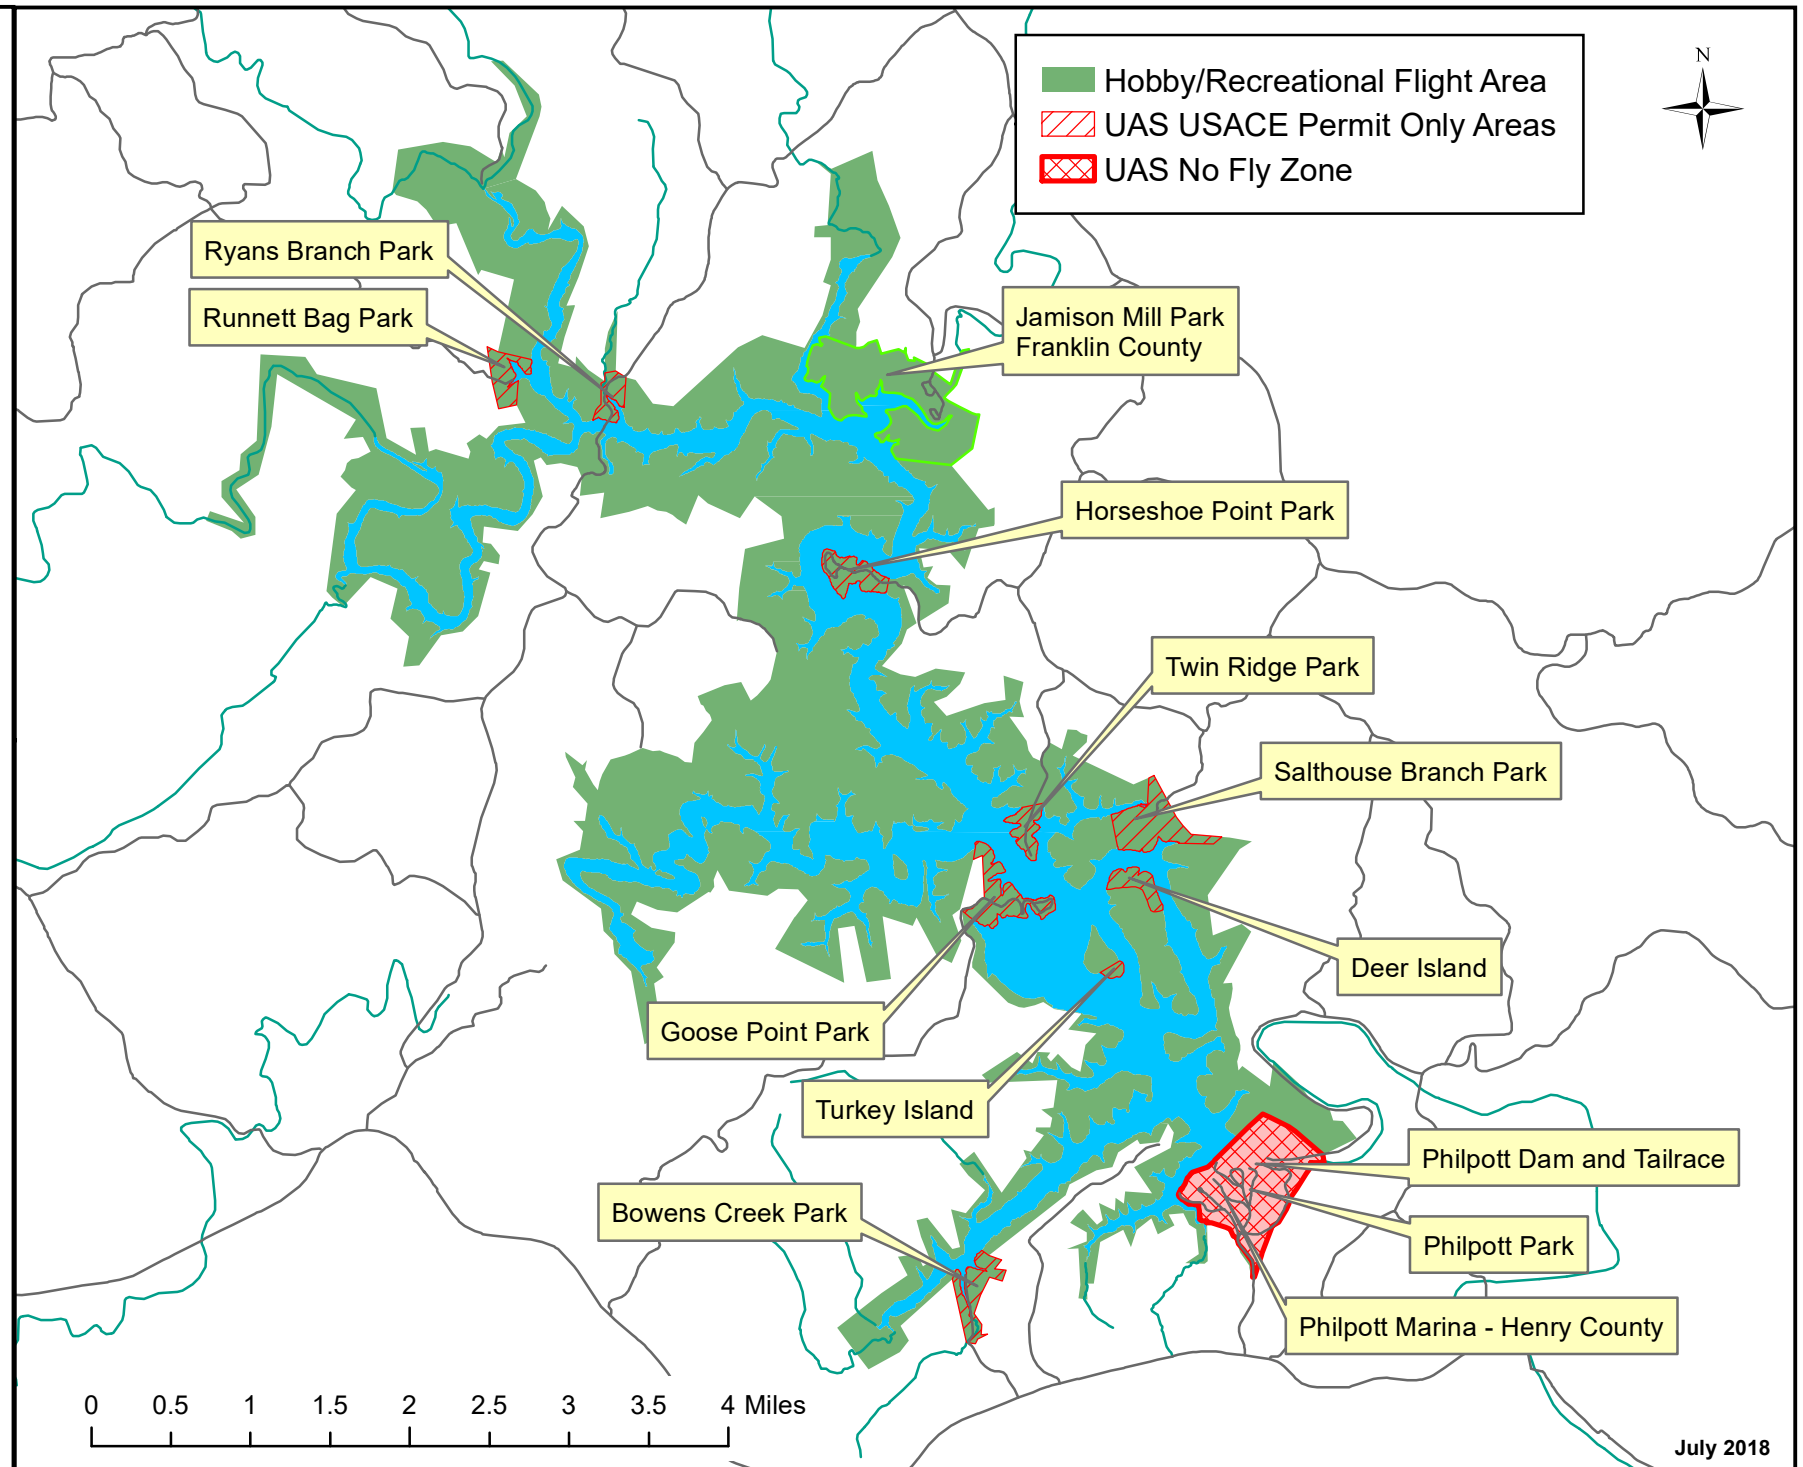 N
Hobby/Recreational Flight Area
UAS USACE Permit Only Areas
UAS No Fly Zone
Ryans Branch Park
Runnett Bag Park
Jamison Mill Park
Franklin County
Horseshoe Point Park
Twin Ridge Park
Salthouse Branch Park
Deer Island
Goose Point Park
Turkey Island
Philpott Dam and Tailrace
Bowens Creek Park
Philpott Park
Philpott Marina - Henry County
0 0.5 1 1.5 2 2.5 3 3.5 4 Miles
July 2018